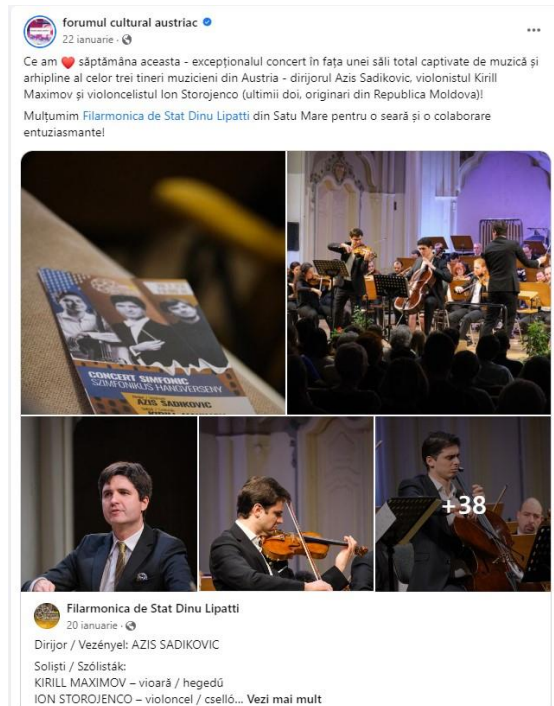 forumul cultural austriac
22 ianuarie ·
Ce am ❤️ săptămâna aceasta - excepționalul concert în fața unei săli total captivate de muzică și
arhipline al celor trei tineri muzicieni din Austria - dirijorul Azis Sadikovic, violonistul Kirill
Maximov și violoncelistul Ion Storojenco (ultimii doi, originari din Republica Moldova)!
Mulțumim Filarmonica de Stat Dinu Lipatti din Satu Mare pentru o seară și o colaborare
entuziasmante!
CONCERT SIMFONIC
SZIMFONIKUS HANGVERSENY
AZIS SADIKOVIC
+38
Filarmonica de Stat Dinu Lipatti
20 ianuarie ·
Dirijor / Vezényel: AZIS SADIKOVIC
Soliști / Szólisták:
KIRILL MAXIMOV – vioară / hegedű
ION STOROJENCO – violoncel / cselló... Vezi mai mult